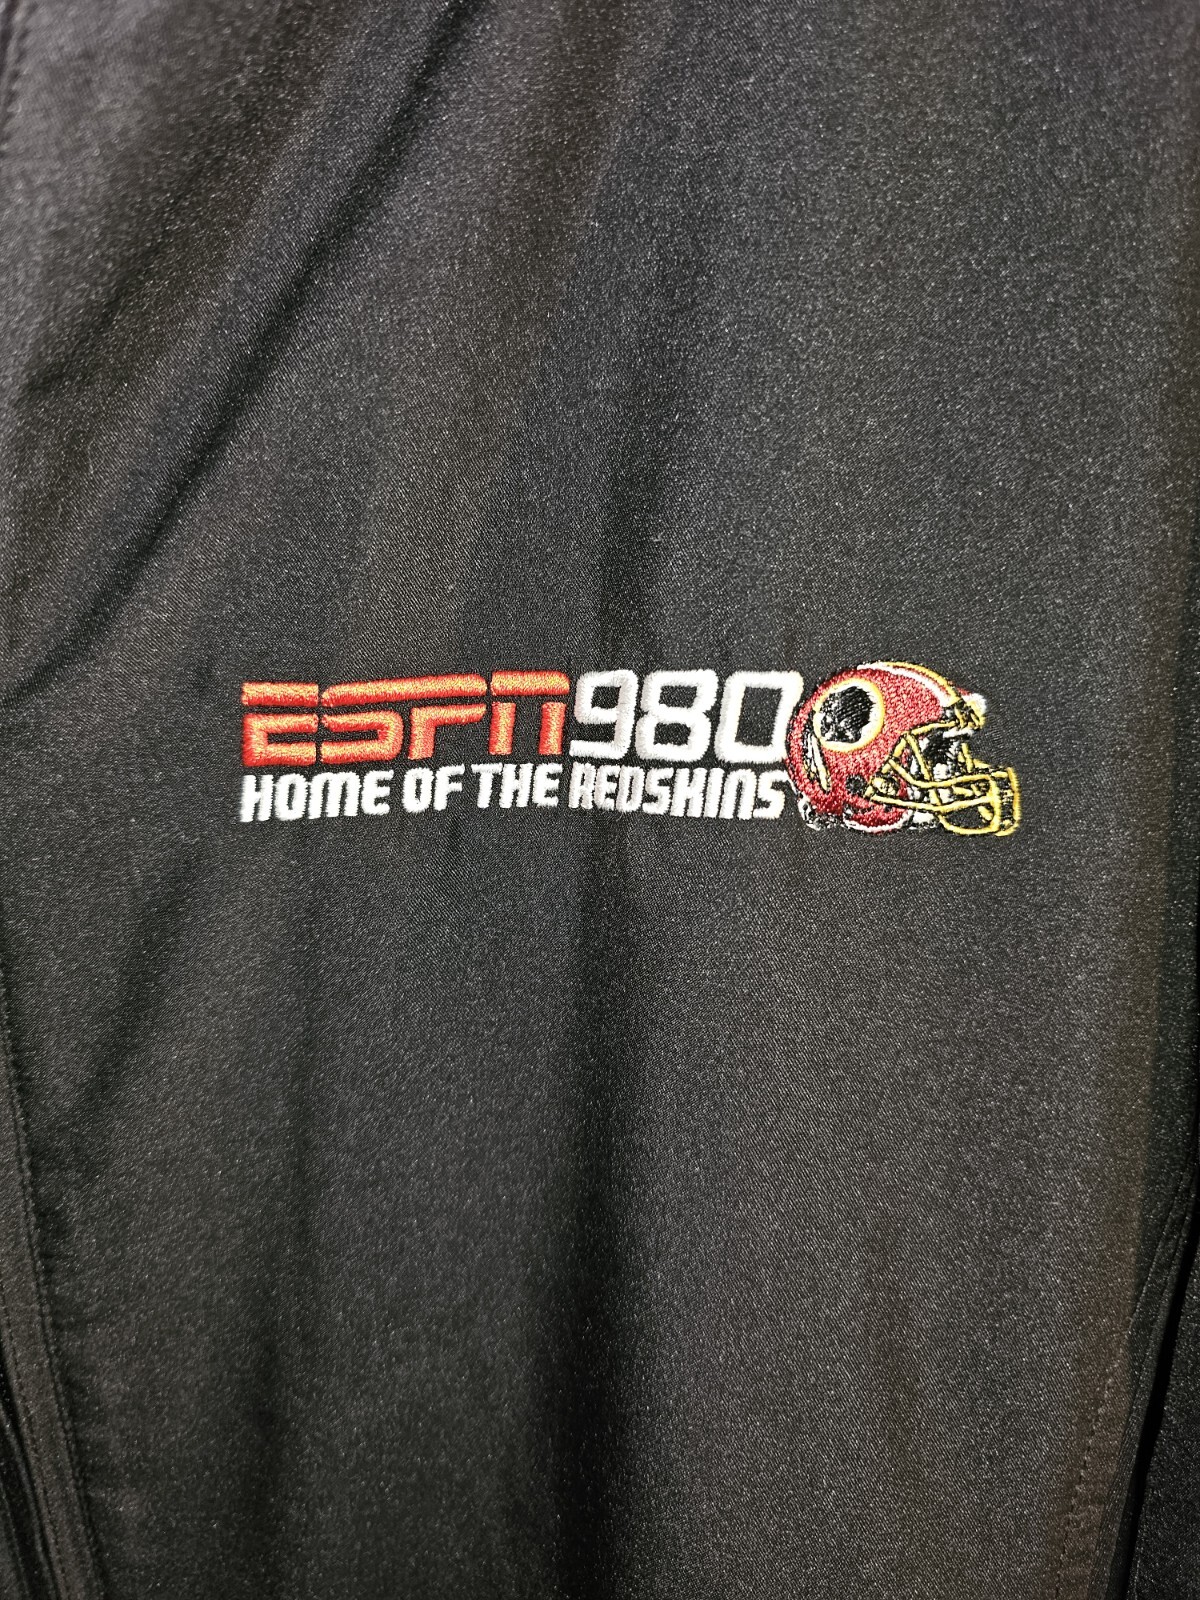 ESPN980
HOME OF THE REDSKINS